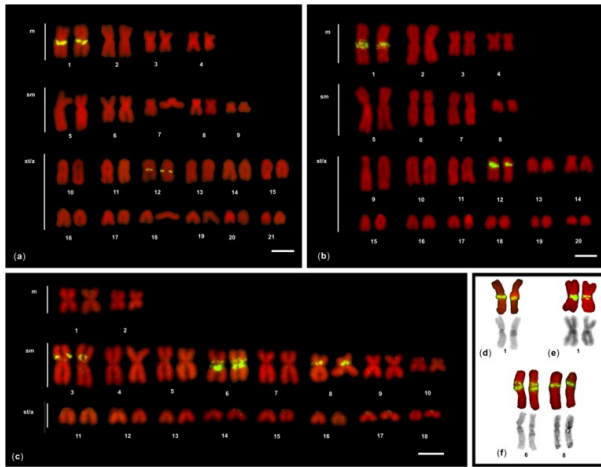 m
1 2 3 4
sm
5 6 7 8 9
st/a
10 11 12 13 14 15
16 17 18 19 20 21
(a)
m
1 2 3 4
sm
5 6 7 8
st/a
9 10 11 12 13 14
15 16 17 18 19 20
(b)
m
1 2
sm
3 4 5 6 7 8 9 10
st/a
11 12 13 14 15 16 17 18
(c)
(d) 1 (e) 1
6 8
(f)